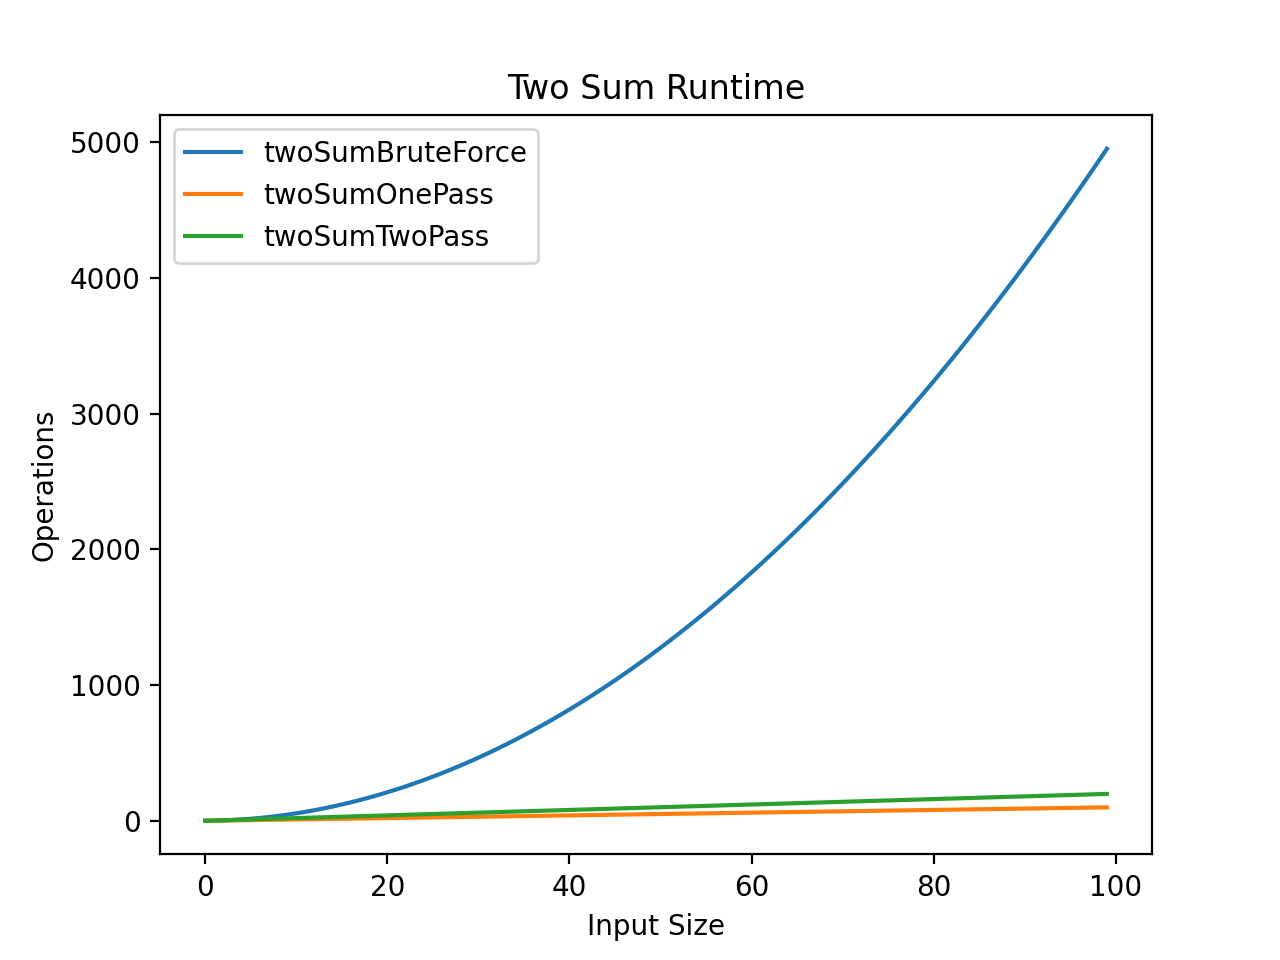 Two Sum Runtime
twoSumBruteForce
twoSumOnePass
twoSumTwoPass
5000
4000
3000
2000
1000
0
Operations
0 20 40 60 80 100
Input Size